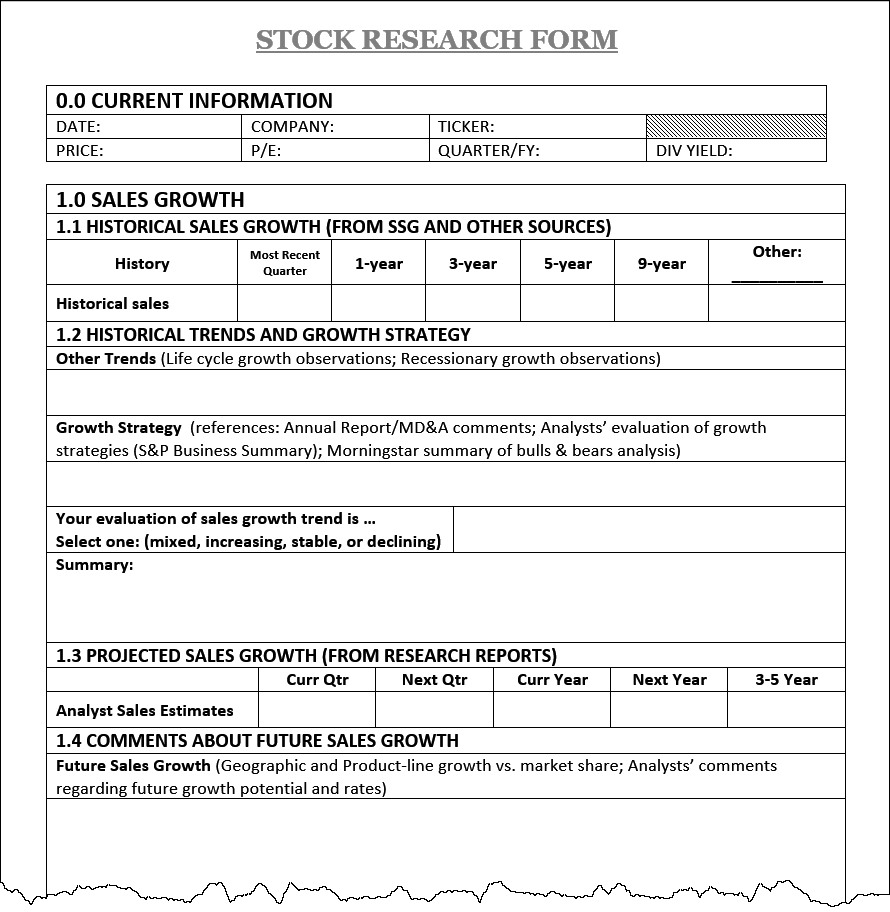 STOCK RESEARCH FORM
0.0 CURRENT INFORMATION
DATE: COMPANY: TICKER:
PRICE: P/E: QUARTER/FY: DIV YIELD:
1.0 SALES GROWTH
1.1 HISTORICAL SALES GROWTH (FROM SSG AND OTHER SOURCES)
History Most Recent Quarter 1-year 3-year 5-year 9-year Other: ___________
Historical sales
1.2 HISTORICAL TRENDS AND GROWTH STRATEGY
Other Trends (Life cycle growth observations; Recessionary growth observations)
Growth Strategy (references: Annual Report/MD&A comments; Analysts’ evaluation of growth
strategies (S&P Business Summary); Morningstar summary of bulls & bears analysis)
Your evaluation of sales growth trend is …
Select one: (mixed, increasing, stable, or declining)
Summary:
1.3 PROJECTED SALES GROWTH (FROM RESEARCH REPORTS)
Curr Qtr Next Qtr Curr Year Next Year 3-5 Year
Analyst Sales Estimates
1.4 COMMENTS ABOUT FUTURE SALES GROWTH
Future Sales Growth (Geographic and Product-line growth vs. market share; Analysts’ comments
regarding future growth potential and rates)